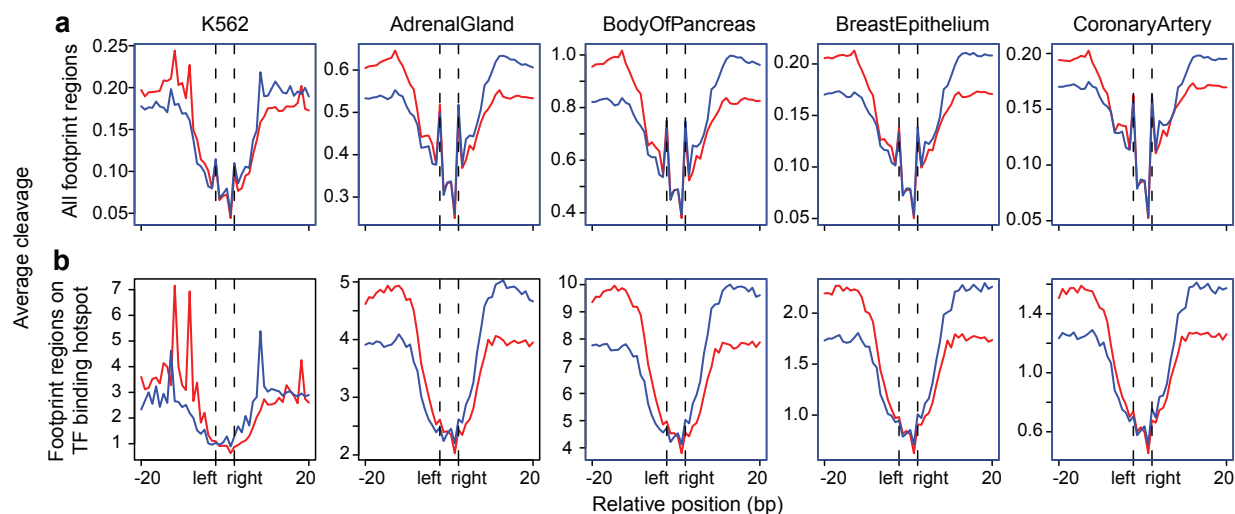 a
K562
AdrenalGland
BodyOfPancreas
BreastEpithelium
CoronaryArtery
Average cleavage
All footprint regions
0.25
0.20
0.15
0.10
0.05
0.6
0.5
0.4
0.3
1.0
0.8
0.6
0.4
0.20
0.15
0.10
0.05
0.20
0.15
0.10
0.05
b
Footprint regions on
TF binding hotspot
7
6
5
4
3
2
1
5
4
3
2
10
9
8
7
6
5
4
2.0
1.5
1.0
1.4
1.0
0.6
-20 left right 20
-20 left right 20
-20 left right 20
-20 left right 20
-20 left right 20
Relative position (bp)